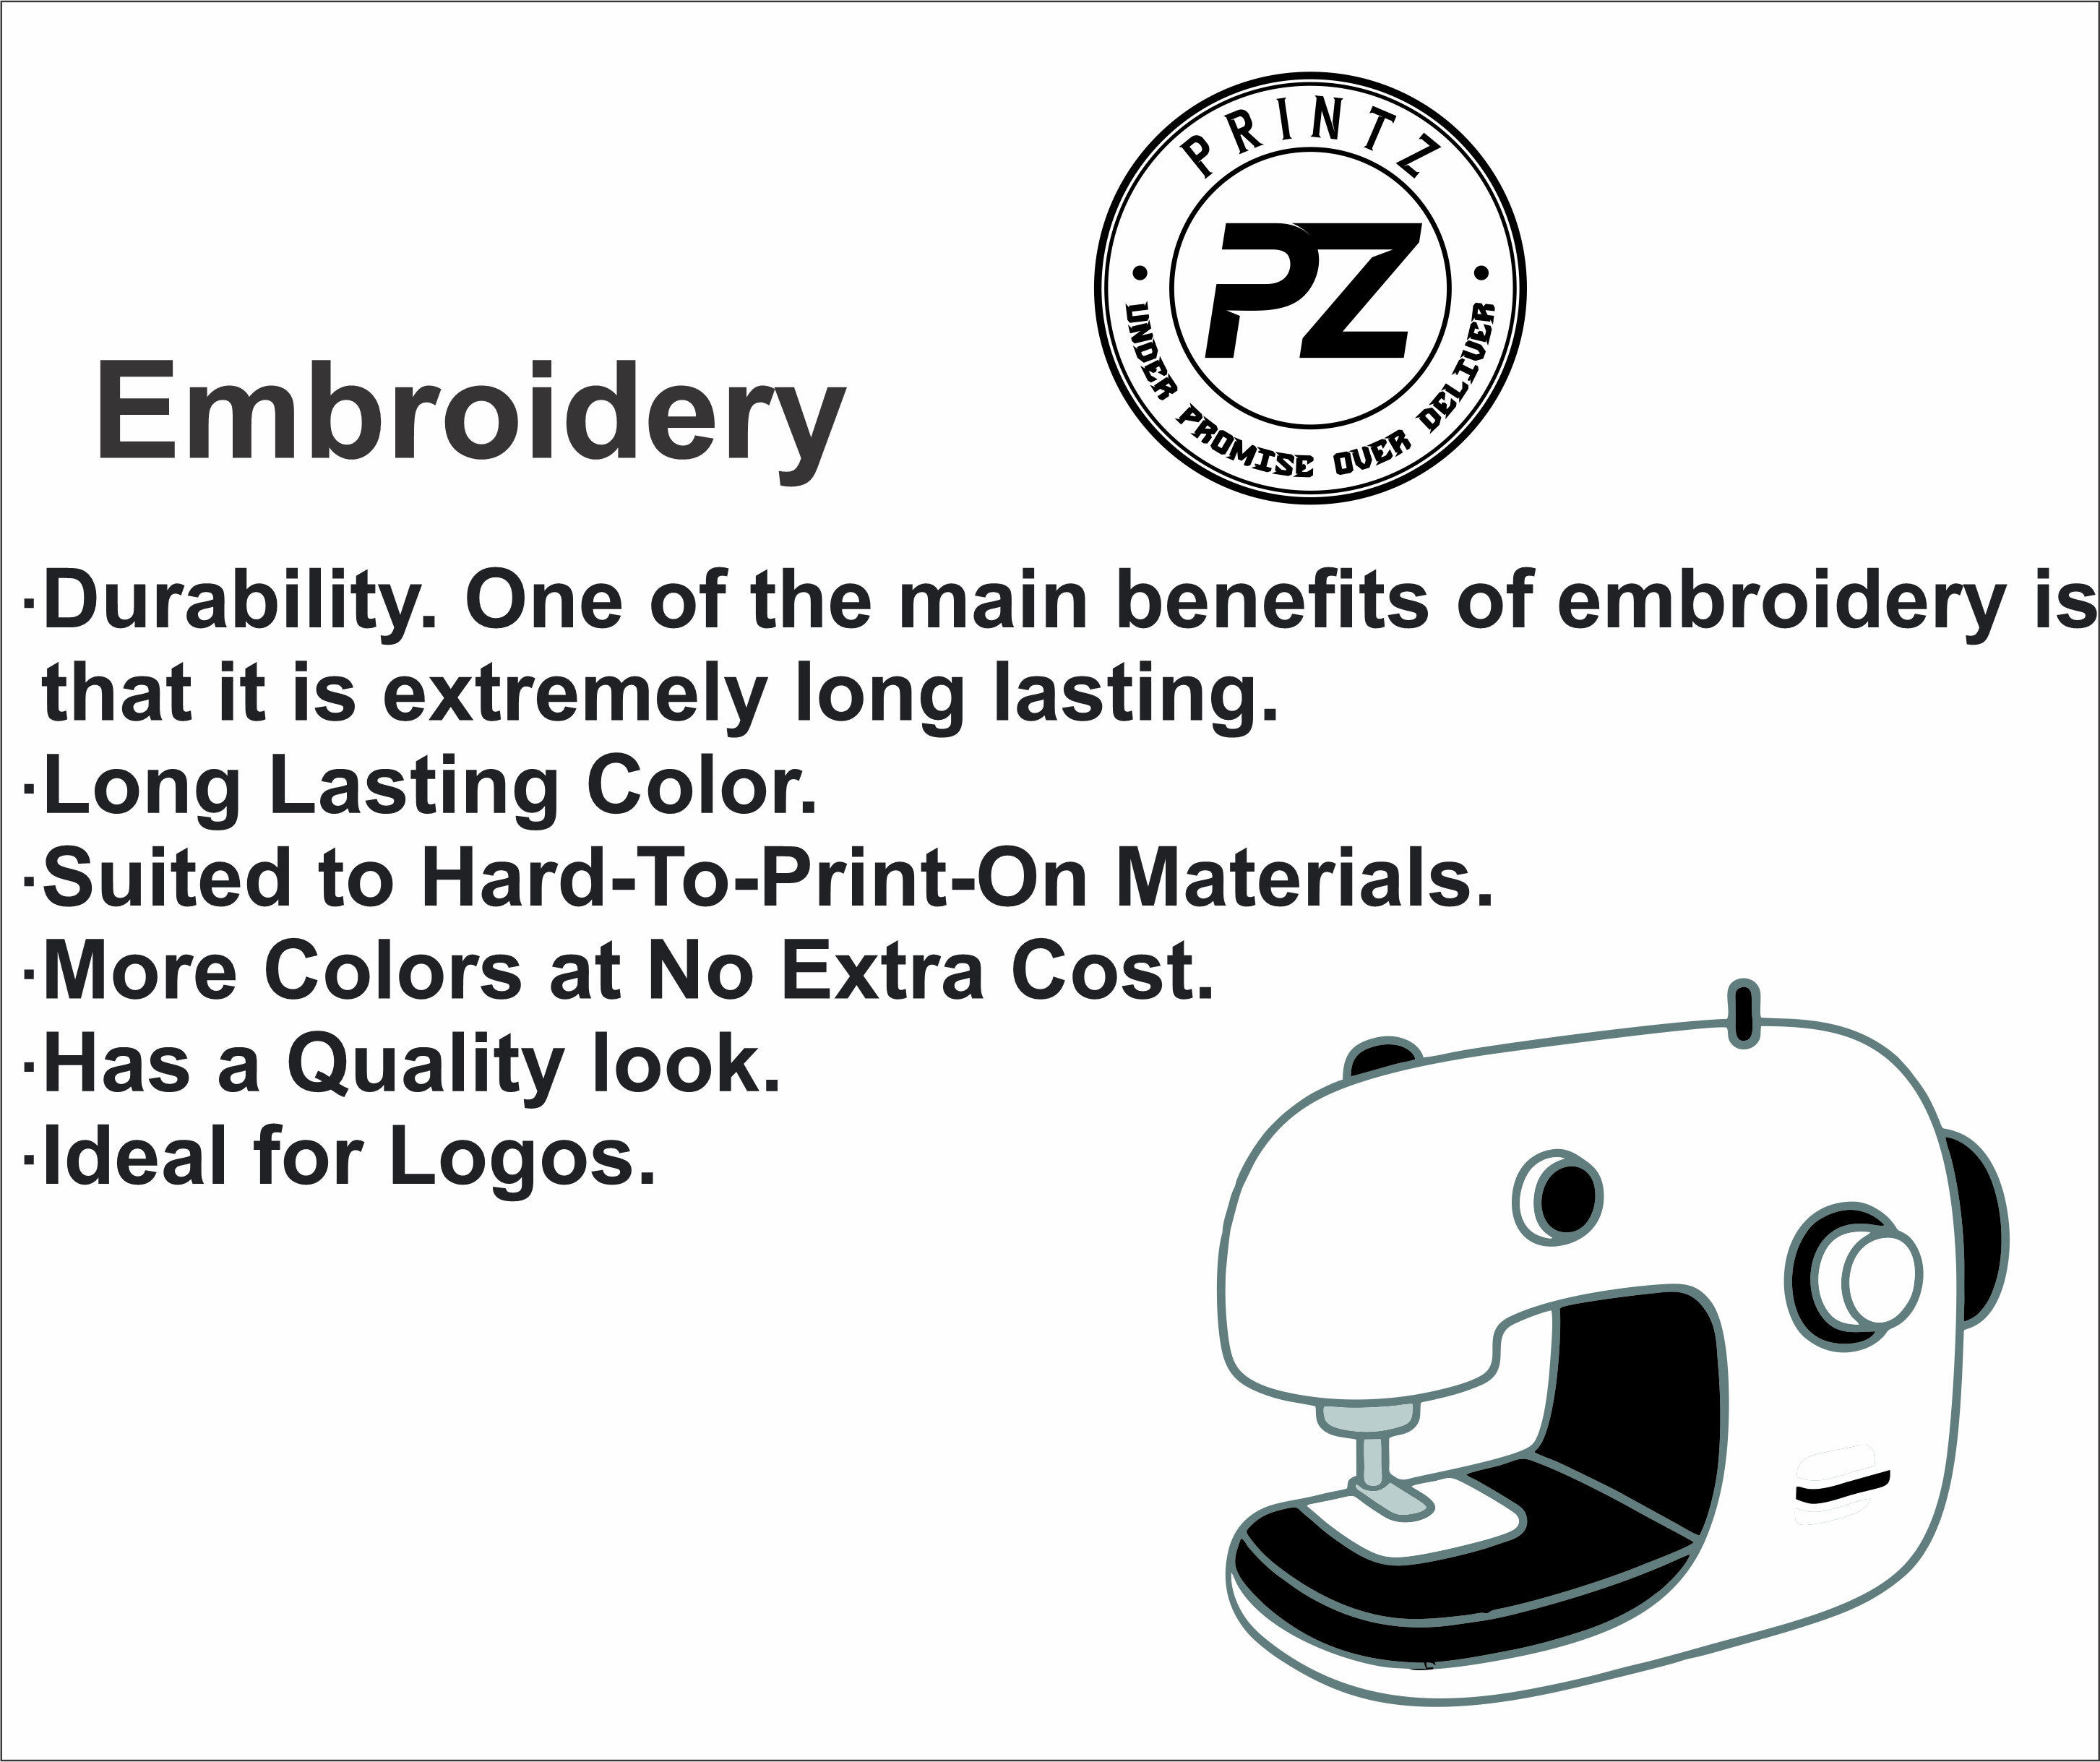 PRINTZ
PZ
UNDER PROMISE OVER DELIVER
Embroidery
·Durability. One of the main benefits of embroidery is
that it is extremely long lasting.
·Long Lasting Color.
·Suited to Hard-To-Print-On Materials.
·More Colors at No Extra Cost.
·Has a Quality look.
·Ideal for Logos.